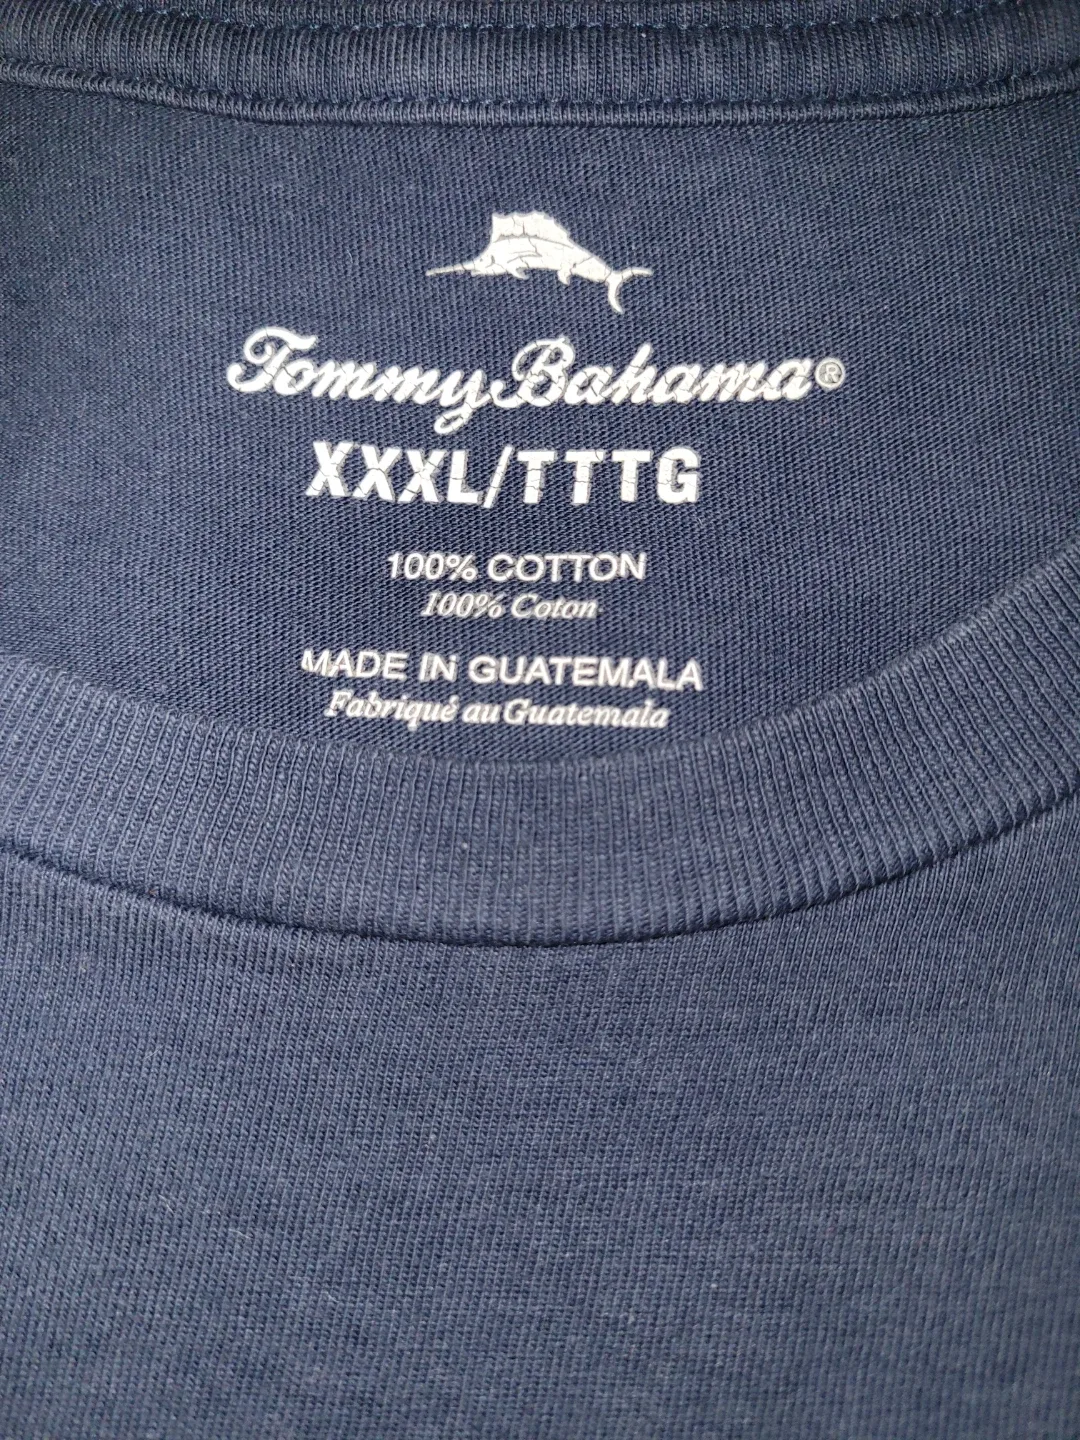 Tommy Bahama®
XXXL/TTTG
100% COTTON
100% Coton
MADE IN GUATEMALA
Fabriqué au Guatemala